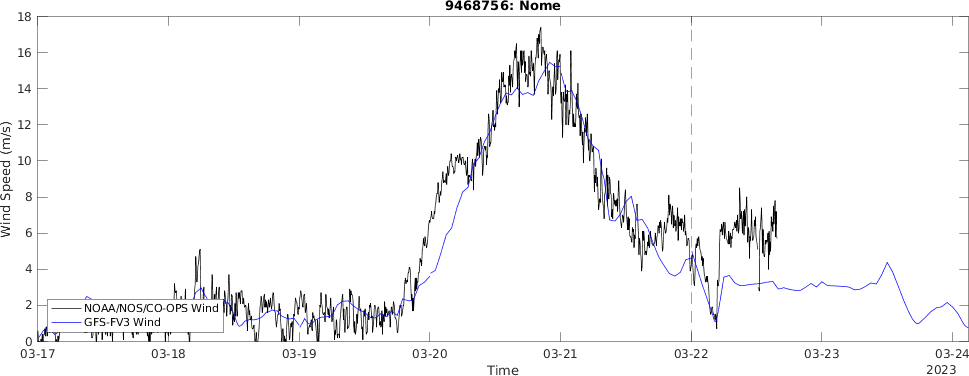 9468756: Nome
18
16
14
12
10
8
6
4
2
0
Wind Speed (m/s)
NOAA/NOS/CO-OPS Wind
GFS-FV3 Wind
03-17 03-18 03-19 03-20 03-21 03-22 03-23 03-24
Time
2023